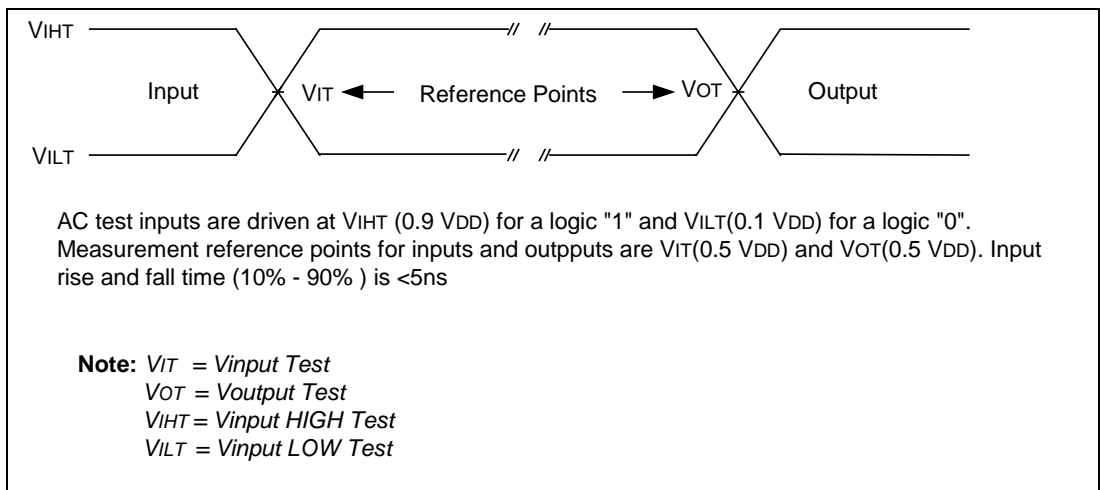 VIHT
Input VIT Reference Points VOT Output
VILT
AC test inputs are driven at VIHT (0.9 VDD) for a logic "1" and VILT(0.1 VDD) for a logic "0".
Measurement reference points for inputs and outpputs are VIT(0.5 VDD) and VOT(0.5 VDD). Input
rise and fall time (10% - 90% ) is <5ns
Note: VIT = Vinput Test
VOT = Voutput Test
VIHT = Vinput HIGH Test
VILT = Vinput LOW Test